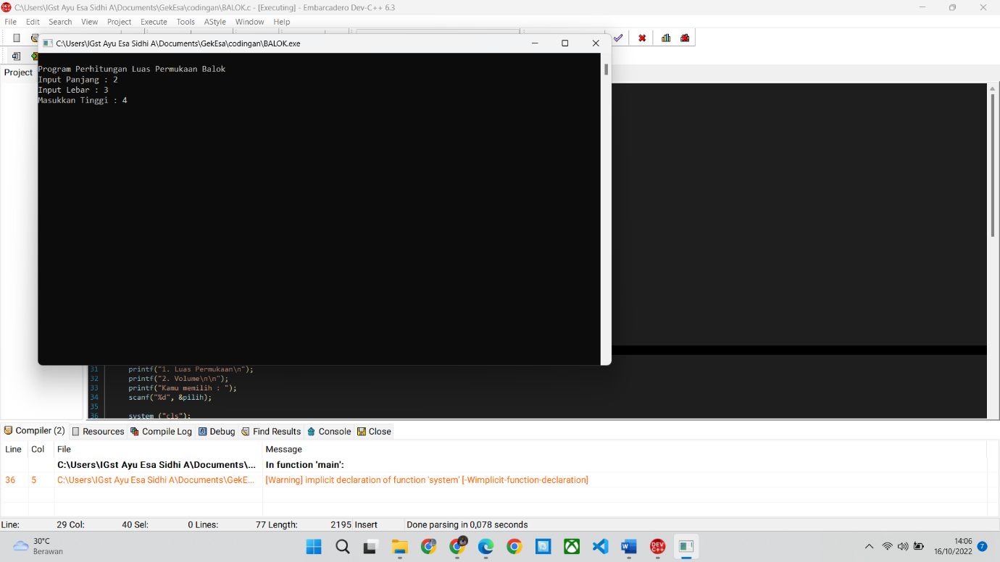 C:\Users\IGst Ayu Esa Sidhi A\Documents\GekEsa\codingan\BALOK.c - [Executing] - Embarcadero Dev-C++ 6.3
File Edit Search View Project Execute Tools AStyle Window Help
C:\Users\IGst Ayu Esa Sidhi A\Documents\GekEsa\codingan\BALOK.exe
Project
Program Perhitungan Luas Permukaan Balok
Input Panjang : 2
Input Lebar : 3
Masukkan Tinggi : 4
31 printf("1. Luas Permukaan\n");
32 printf("2. Volume\n\n");
33 printf("Kamu memilih : ");
34 scanf("%d", &pilih);
35
36 system ("cls");
Compiler (2) Resources Compile Log Debug Find Results Console Close
Line Col File Message
C:\Users\IGst Ayu Esa Sidhi A\Documents\... In function 'main':
36 5 C:\Users\IGst Ayu Esa Sidhi A\Documents\GekE... [Warning] implicit declaration of function 'system' [-Wimplicit-function-declaration]
Line: 29 Col: 40 Sel: 0 Lines: 77 Length: 2195 Insert Done parsing in 0,078 seconds
30°C
Berawan
DEV C++
14:06
16/10/2022
7